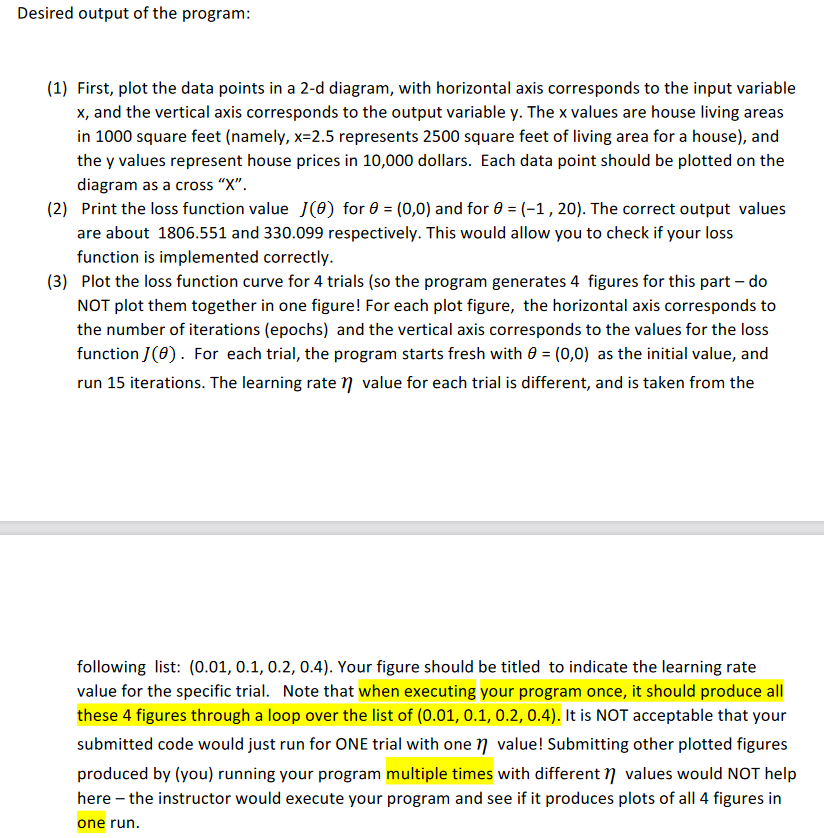 Desired output of the program:
(1) First, plot the data points in a 2-d diagram, with horizontal axis corresponds to the input variable
x, and the vertical axis corresponds to the output variable y. The x values are house living areas
in 1000 square feet (namely, x=2.5 represents 2500 square feet of living area for a house), and
the y values represent house prices in 10,000 dollars. Each data point should be plotted on the
diagram as a cross “X”.
(2) Print the loss function value J(θ) for θ = (0,0) and for θ = (−1 , 20). The correct output values
are about 1806.551 and 330.099 respectively. This would allow you to check if your loss
function is implemented correctly.
(3) Plot the loss function curve for 4 trials (so the program generates 4 figures for this part – do
NOT plot them together in one figure! For each plot figure, the horizontal axis corresponds to
the number of iterations (epochs) and the vertical axis corresponds to the values for the loss
function J(θ). For each trial, the program starts fresh with θ = (0,0) as the initial value, and
run 15 iterations. The learning rate η value for each trial is different, and is taken from the
following list: (0.01, 0.1, 0.2, 0.4). Your figure should be titled to indicate the learning rate
value for the specific trial. Note that when executing your program once, it should produce all
these 4 figures through a loop over the list of (0.01, 0.1, 0.2, 0.4). It is NOT acceptable that your
submitted code would just run for ONE trial with one η value! Submitting other plotted figures
produced by (you) running your program multiple times with different η values would NOT help
here – the instructor would execute your program and see if it produces plots of all 4 figures in
one run.